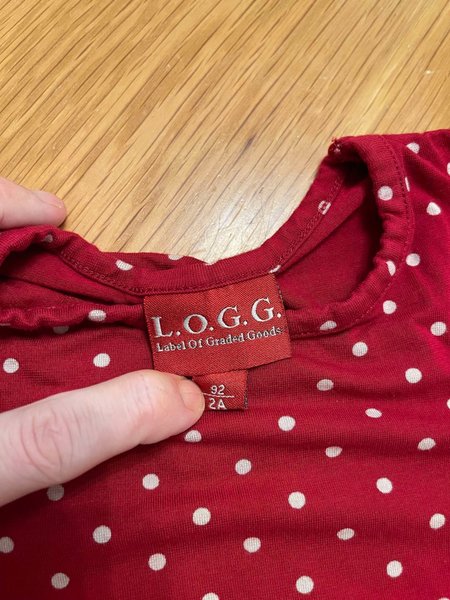 L.O.G.G.
Label Of Graded Goods
92
2A